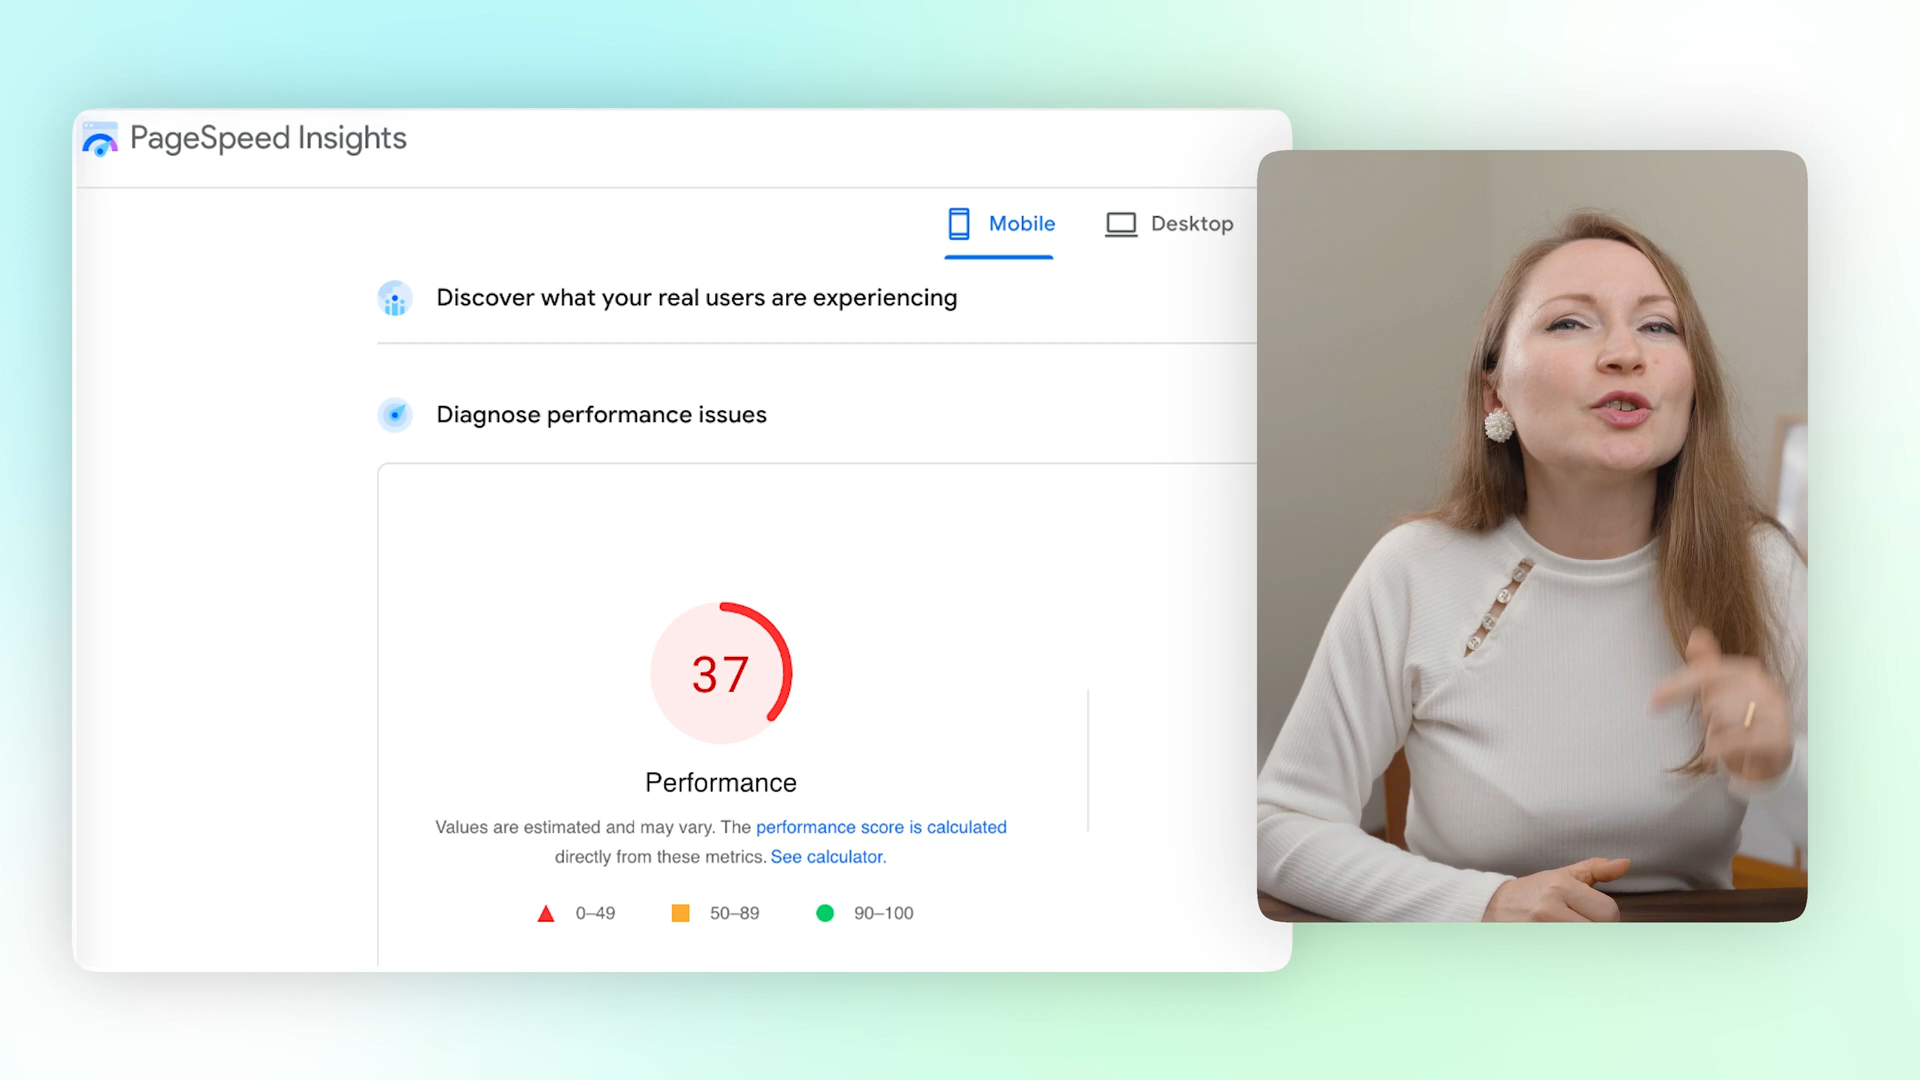 PageSpeed Insights
Mobile
Desktop
Discover what your real users are experiencing
Diagnose performance issues
37
Performance
Values are estimated and may vary. The performance score is calculated
directly from these metrics. See calculator.
0–49
50–89
90–100